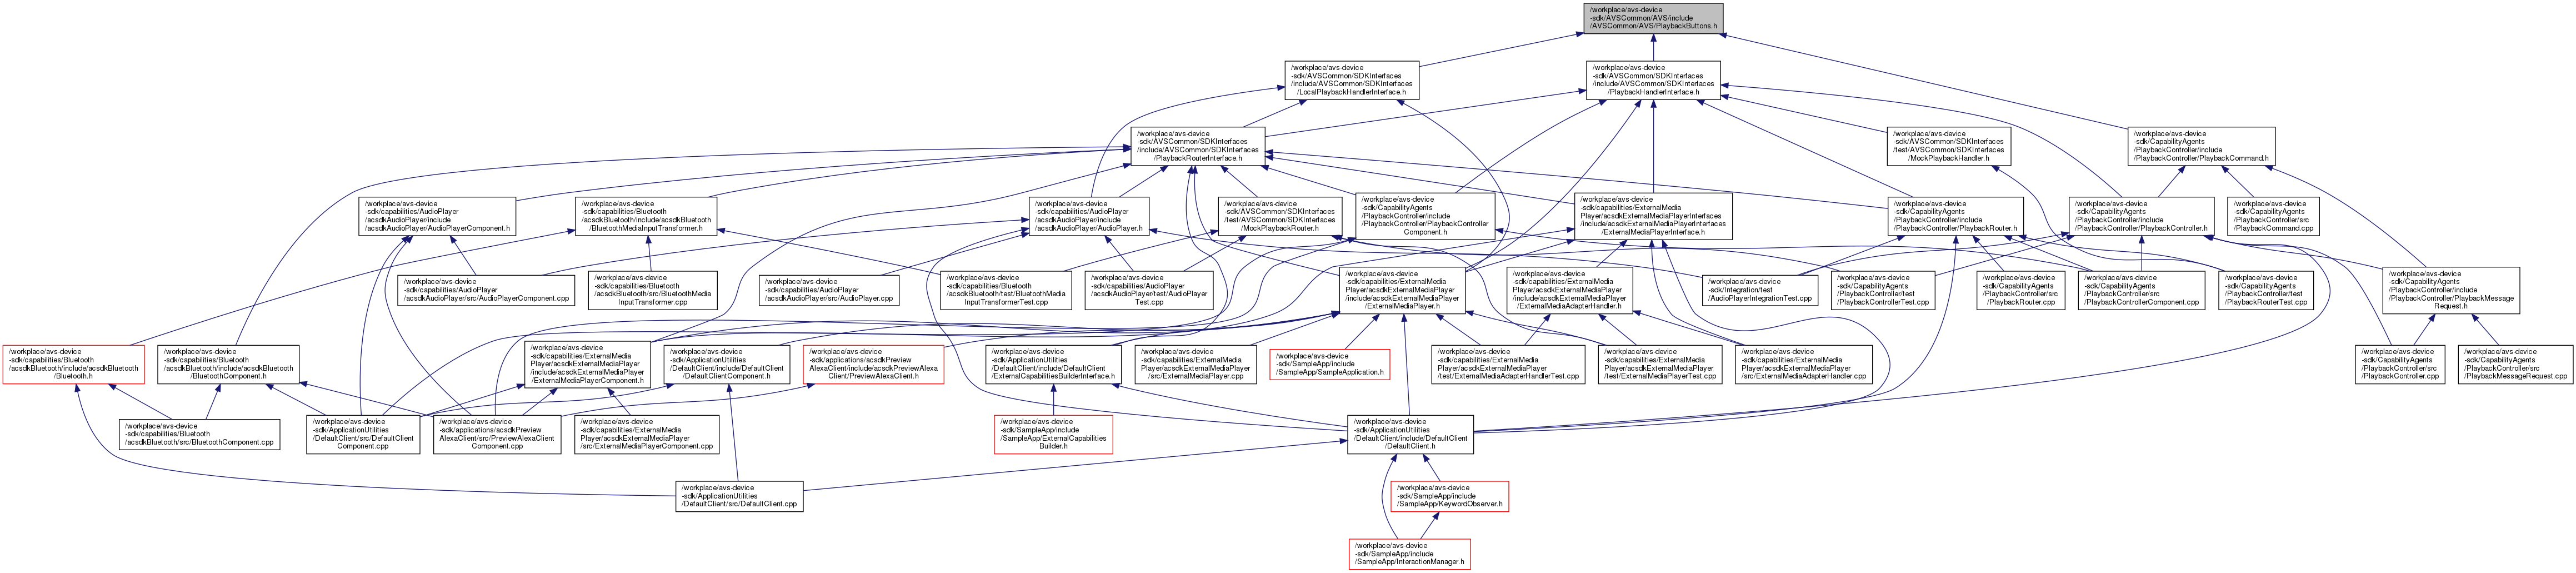 /workplace/avs-device
-sdk/AVSCommon/AVS/include
/AVSCommon/AVS/PlaybackButtons.h
/workplace/avs-device
-sdk/AVSCommon/SDKInterfaces
/include/AVSCommon/SDKInterfaces
/LocalPlaybackHandlerInterface.h
/workplace/avs-device
-sdk/AVSCommon/SDKInterfaces
/include/AVSCommon/SDKInterfaces
/PlaybackHandlerInterface.h
/workplace/avs-device
-sdk/AVSCommon/SDKInterfaces
/include/AVSCommon/SDKInterfaces
/PlaybackRouterInterface.h
/workplace/avs-device
-sdk/AVSCommon/SDKInterfaces
/test/AVSCommon/SDKInterfaces
/MockPlaybackHandler.h
/workplace/avs-device
-sdk/CapabilityAgents
/PlaybackController/include
/PlaybackController/PlaybackCommand.h
/workplace/avs-device
-sdk/capabilities/AudioPlayer
/acsdkAudioPlayer/include
/acsdkAudioPlayer/AudioPlayerComponent.h
/workplace/avs-device
-sdk/capabilities/Bluetooth
/acsdkBluetooth/include/acsdkBluetooth
/BluetoothMediaInputTransformer.h
/workplace/avs-device
-sdk/capabilities/AudioPlayer
/acsdkAudioPlayer/include
/acsdkAudioPlayer/AudioPlayer.h
/workplace/avs-device
-sdk/AVSCommon/SDKInterfaces
/test/AVSCommon/SDKInterfaces
/MockPlaybackRouter.h
/workplace/avs-device
-sdk/CapabilityAgents
/PlaybackController/include
/PlaybackController/PlaybackController
Component.h
/workplace/avs-device
-sdk/capabilities/ExternalMedia
Player/acsdkExternalMediaPlayerInterfaces
/include/acsdkExternalMediaPlayerInterfaces
/ExternalMediaPlayerInterface.h
/workplace/avs-device
-sdk/CapabilityAgents
/PlaybackController/include
/PlaybackController/PlaybackRouter.h
/workplace/avs-device
-sdk/CapabilityAgents
/PlaybackController/include
/PlaybackController/PlaybackController.h
/workplace/avs-device
-sdk/CapabilityAgents
/PlaybackController/src
/PlaybackCommand.cpp
/workplace/avs-device
-sdk/capabilities/AudioPlayer
/acsdkAudioPlayer/src/AudioPlayerComponent.cpp
/workplace/avs-device
-sdk/capabilities/Bluetooth
/acsdkBluetooth/src/BluetoothMedia
InputTransformer.cpp
/workplace/avs-device
-sdk/capabilities/AudioPlayer
/acsdkAudioPlayer/src/AudioPlayer.cpp
/workplace/avs-device
-sdk/capabilities/Bluetooth
/acsdkBluetooth/test/BluetoothMedia
InputTransformerTest.cpp
/workplace/avs-device
-sdk/capabilities/AudioPlayer
/acsdkAudioPlayer/test/AudioPlayer
Test.cpp
/workplace/avs-device
-sdk/capabilities/ExternalMedia
Player/acsdkExternalMediaPlayer
/include/acsdkExternalMediaPlayer
/ExternalMediaPlayer.h
/workplace/avs-device
-sdk/capabilities/ExternalMedia
Player/acsdkExternalMediaPlayer
/include/acsdkExternalMediaPlayer
/ExternalMediaAdapterHandler.h
/workplace/avs-device
-sdk/Integration/test
/AudioPlayerIntegrationTest.cpp
/workplace/avs-device
-sdk/CapabilityAgents
/PlaybackController/test
/PlaybackControllerTest.cpp
/workplace/avs-device
-sdk/CapabilityAgents
/PlaybackController/src
/PlaybackRouter.cpp
/workplace/avs-device
-sdk/CapabilityAgents
/PlaybackController/src
/PlaybackControllerComponent.cpp
/workplace/avs-device
-sdk/CapabilityAgents
/PlaybackController/test
/PlaybackRouterTest.cpp
/workplace/avs-device
-sdk/CapabilityAgents
/PlaybackController/include
/PlaybackController/PlaybackMessage
Request.h
/workplace/avs-device
-sdk/capabilities/Bluetooth
/acsdkBluetooth/include/acsdkBluetooth
/Bluetooth.h
/workplace/avs-device
-sdk/capabilities/Bluetooth
/acsdkBluetooth/include/acsdkBluetooth
/BluetoothComponent.h
/workplace/avs-device
-sdk/capabilities/ExternalMedia
Player/acsdkExternalMediaPlayer
/include/acsdkExternalMediaPlayer
/ExternalMediaPlayerComponent.h
/workplace/avs-device
-sdk/ApplicationUtilities
/DefaultClient/include/DefaultClient
/DefaultClientComponent.h
/workplace/avs-device
-sdk/applications/acsdkPreview
AlexaClient/include/acsdkPreviewAlexa
Client/PreviewAlexaClient.h
/workplace/avs-device
-sdk/ApplicationUtilities
/DefaultClient/include/DefaultClient
/ExternalCapabilitiesBuilderInterface.h
/workplace/avs-device
-sdk/capabilities/ExternalMedia
Player/acsdkExternalMediaPlayer
/src/ExternalMediaPlayer.cpp
/workplace/avs-device
-sdk/SampleApp/include
/SampleApp/SampleApplication.h
/workplace/avs-device
-sdk/capabilities/ExternalMedia
Player/acsdkExternalMediaPlayer
/test/ExternalMediaAdapterHandlerTest.cpp
/workplace/avs-device
-sdk/capabilities/ExternalMedia
Player/acsdkExternalMediaPlayer
/test/ExternalMediaPlayerTest.cpp
/workplace/avs-device
-sdk/capabilities/ExternalMedia
Player/acsdkExternalMediaPlayer
/src/ExternalMediaAdapterHandler.cpp
/workplace/avs-device
-sdk/CapabilityAgents
/PlaybackController/src
/PlaybackController.cpp
/workplace/avs-device
-sdk/CapabilityAgents
/PlaybackController/src
/PlaybackMessageRequest.cpp
/workplace/avs-device
-sdk/capabilities/Bluetooth
/acsdkBluetooth/src/BluetoothComponent.cpp
/workplace/avs-device
-sdk/ApplicationUtilities
/DefaultClient/src/DefaultClient
Component.cpp
/workplace/avs-device
-sdk/applications/acsdkPreview
AlexaClient/src/PreviewAlexaClient
Component.cpp
/workplace/avs-device
-sdk/capabilities/ExternalMedia
Player/acsdkExternalMediaPlayer
/src/ExternalMediaPlayerComponent.cpp
/workplace/avs-device
-sdk/SampleApp/include
/SampleApp/ExternalCapabilities
Builder.h
/workplace/avs-device
-sdk/ApplicationUtilities
/DefaultClient/include/DefaultClient
/DefaultClient.h
/workplace/avs-device
-sdk/ApplicationUtilities
/DefaultClient/src/DefaultClient.cpp
/workplace/avs-device
-sdk/SampleApp/include
/SampleApp/KeywordObserver.h
/workplace/avs-device
-sdk/SampleApp/include
/SampleApp/InteractionManager.h